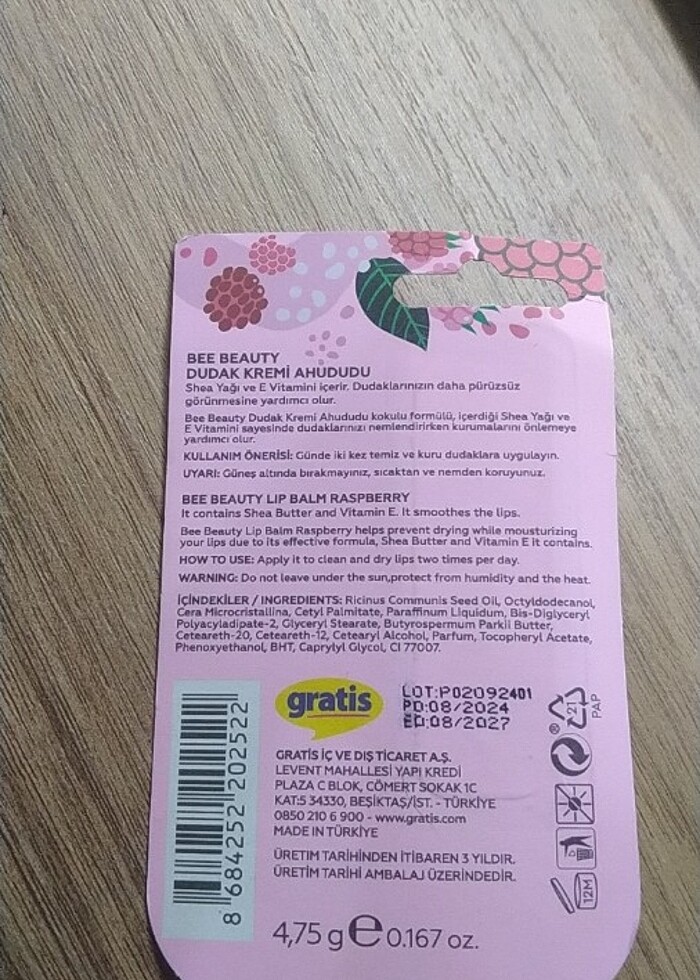 BEE BEAUTY
DUDAK KREMİ AHUDUDU
Shea Yağı ve E Vitamini içerir. Dudaklarınızın daha pürüzsüz
görünmesine yardımcı olur.
Bee Beauty Dudak Kremi Ahududu kokulu formülü, içerdiği Shea Yağı ve
E Vitamini sayesinde dudaklarınızı nemlendirirken kurumalarını önlemeye
yardımcı olur.
KULLANIM ÖNERİSİ: Günde iki kez temiz ve kuru dudaklara uygulayın.
UYARI: Güneş altında bırakmayınız, sıcaktan ve nemden koruyunuz.
BEE BEAUTY LIP BALM RASPBERRY
It contains Shea Butter and Vitamin E. It smoothes the lips.
Bee Beauty Lip Balm Raspberry helps prevent drying while mousturizing
your lips due to its effective formula, Shea Butter and Vitamin E it contains.
HOW TO USE: Apply it to clean and dry lips two times per day.
WARNING: Do not leave under the sun,protect from humidity and the heat.
İÇİNDEKİLER / INGREDIENTS: Ricinus Communis Seed Oil, Octyldodecanol,
Cera Microcristallina, Cetyl Palmitate, Paraffinum Liquidum, Bis-Diglyceryl
Polyacyladipate-2, Glyceryl Stearate, Butyrospermum Parkii Butter,
Ceteareth-20, Ceteareth-12, Cetearyl Alcohol, Parfum, Tocopheryl Acetate,
Phenoxyethanol, BHT, Caprylyl Glycol, CI 77007.
gratis
LOT:P02092401
PD:08/2024
ED:08/2027
21
PAP
GRATİS İÇ VE DIŞ TİCARET A.Ş.
LEVENT MAHALLESİ YAPI KREDİ
PLAZA C BLOK, CÖMERT SOKAK 1C
KAT:5 34330, BEŞİKTAŞ/İST. - TÜRKİYE
0850 210 6 900 - www.gratis.com
MADE IN TÜRKİYE
ÜRETIM TARİHİNDEN İTİBAREN 3 YILDIR.
ÜRETİM TARİHİ AMBALAJ ÜZERİNDEDİR.
12M
8 684252 202522
4,75 g e 0.167 oz.